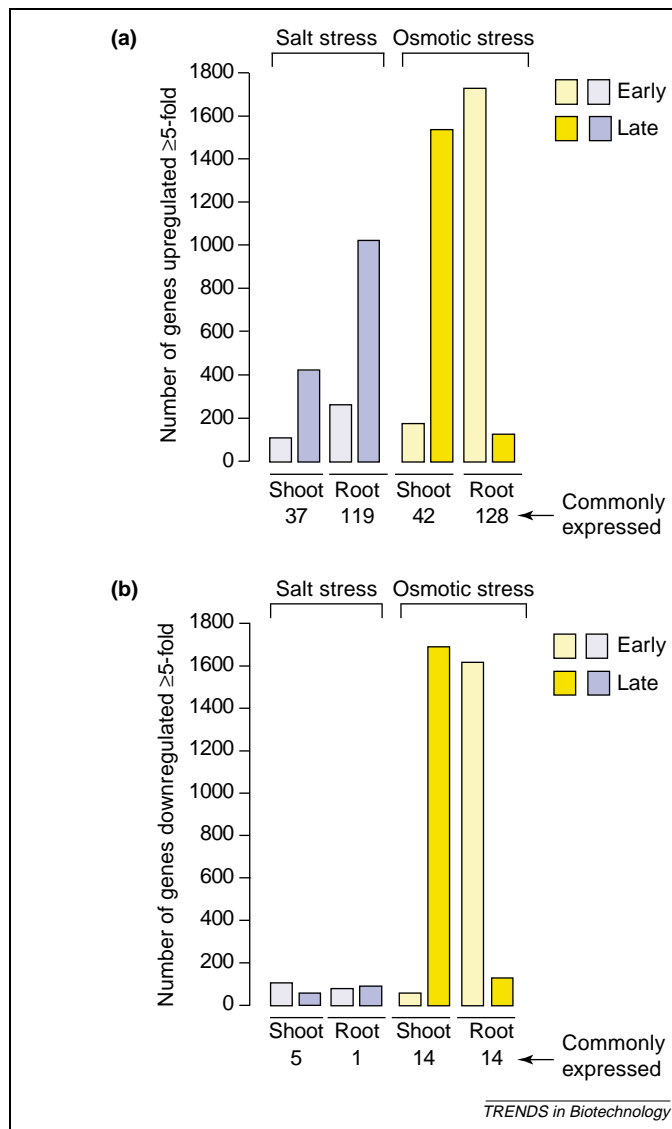 (a)
Salt stress Osmotic stress
Number of genes upregulated ≥5-fold
1800
1600
1400
1200
1000
800
600
400
200
0
Early
Late
Shoot Root Shoot Root
37 119 42 128
Commonly
expressed
(b)
Salt stress Osmotic stress
Number of genes downregulated ≥5-fold
1800
1600
1400
1200
1000
800
600
400
200
0
Early
Late
Shoot Root Shoot Root
5 1 14 14
Commonly
expressed
TRENDS in Biotechnology